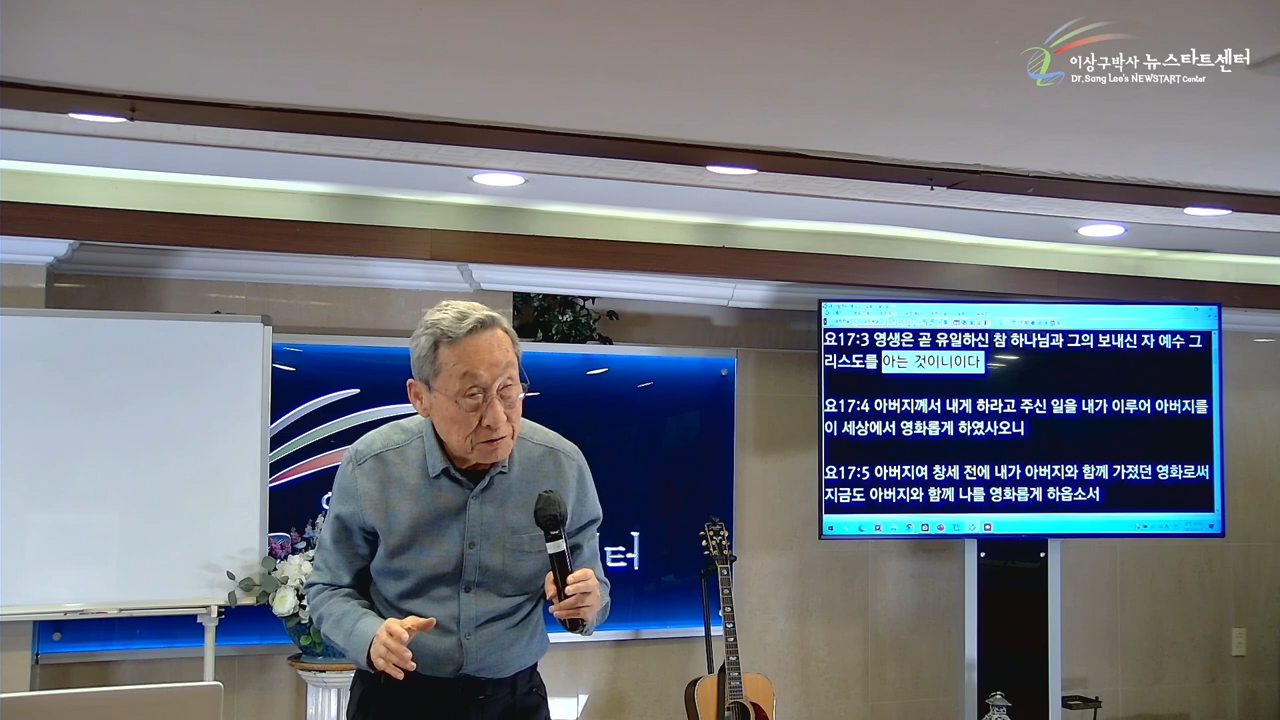 이상구박사 뉴스타트센터
Dr. Sang Lee's NEWSTART Center
요17:3 영생은 곧 유일하신 참 하나님과 그의 보내신 자 예수 그
리스도를 아는 것이니이다
요17:4 아버지께서 내게 하라고 주신 일을 내가 이루어 아버지를
이 세상에서 영화롭게 하였사오니
요17:5 아버지여 창세 전에 내가 아버지와 함께 가졌던 영화로써
지금도 아버지와 함께 나를 영화롭게 하옵소서
터